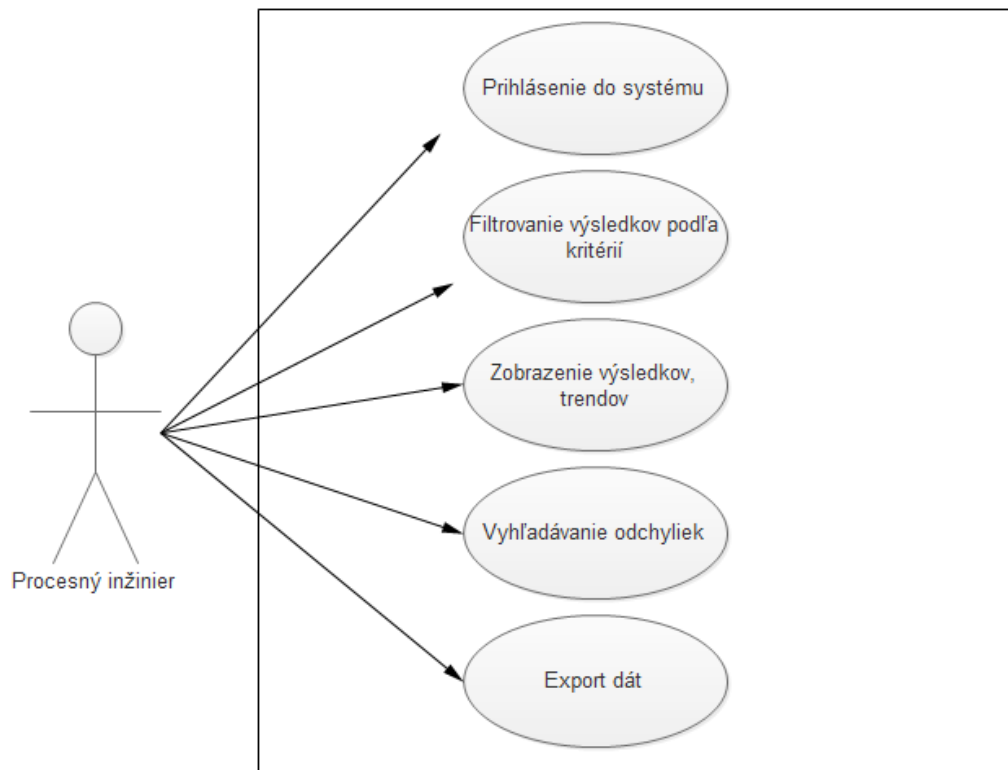 Prihlásenie do systému
Filtrovanie výsledkov podľa
kritérií
Zobrazenie výsledkov,
trendov
Vyhľadávanie odchyliek
Procesný inžinier
Export dát